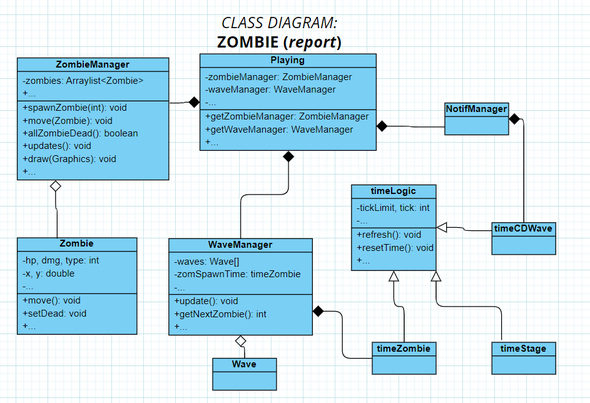 CLASS DIAGRAM:
ZOMBIE (report)
ZombieManager
-zombies: Arraylist<Zombie>
+...
+spawnZombie(int): void
+move(Zombie): void
+allZombieDead(): boolean
+updates(): void
+draw(Graphics): void
+...
Playing
-zombieManager: ZombieManager
-waveManager: WaveManager
-...
+getZombieManager: ZombieManager
+getWaveManager: WaveManager
+...
NotifManager
timeLogic
-tickLimit, tick: int
-...
+refresh(): void
+resetTime(): void
+...
timeCDWave
Zombie
-hp, dmg, type: int
-x, y: double
-...
+move(): void
+setDead: void
+...
WaveManager
-waves: Wave[]
-zomSpawnTime: timeZombie
-...
+update(): void
+getNextZombie(): int
+...
Wave
timeZombie
timeStage